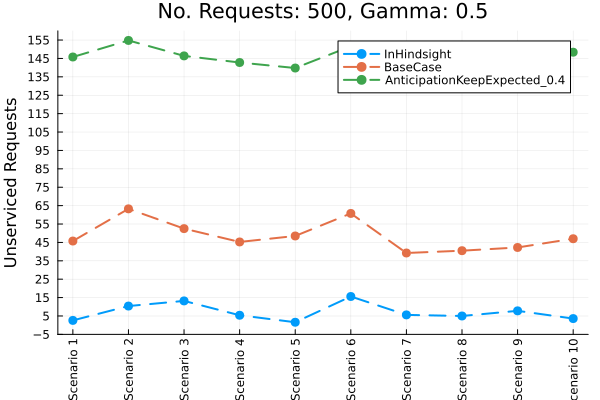 No. Requests: 500, Gamma: 0.5
Unserviced Requests
155
145
135
125
115
105
95
85
75
65
55
45
35
25
15
5
−5
InHindsight
BaseCase
AnticipationKeepExpected_0.4
Scenario 1
Scenario 2
Scenario 3
Scenario 4
Scenario 5
Scenario 6
Scenario 7
Scenario 8
Scenario 9
cenario 10